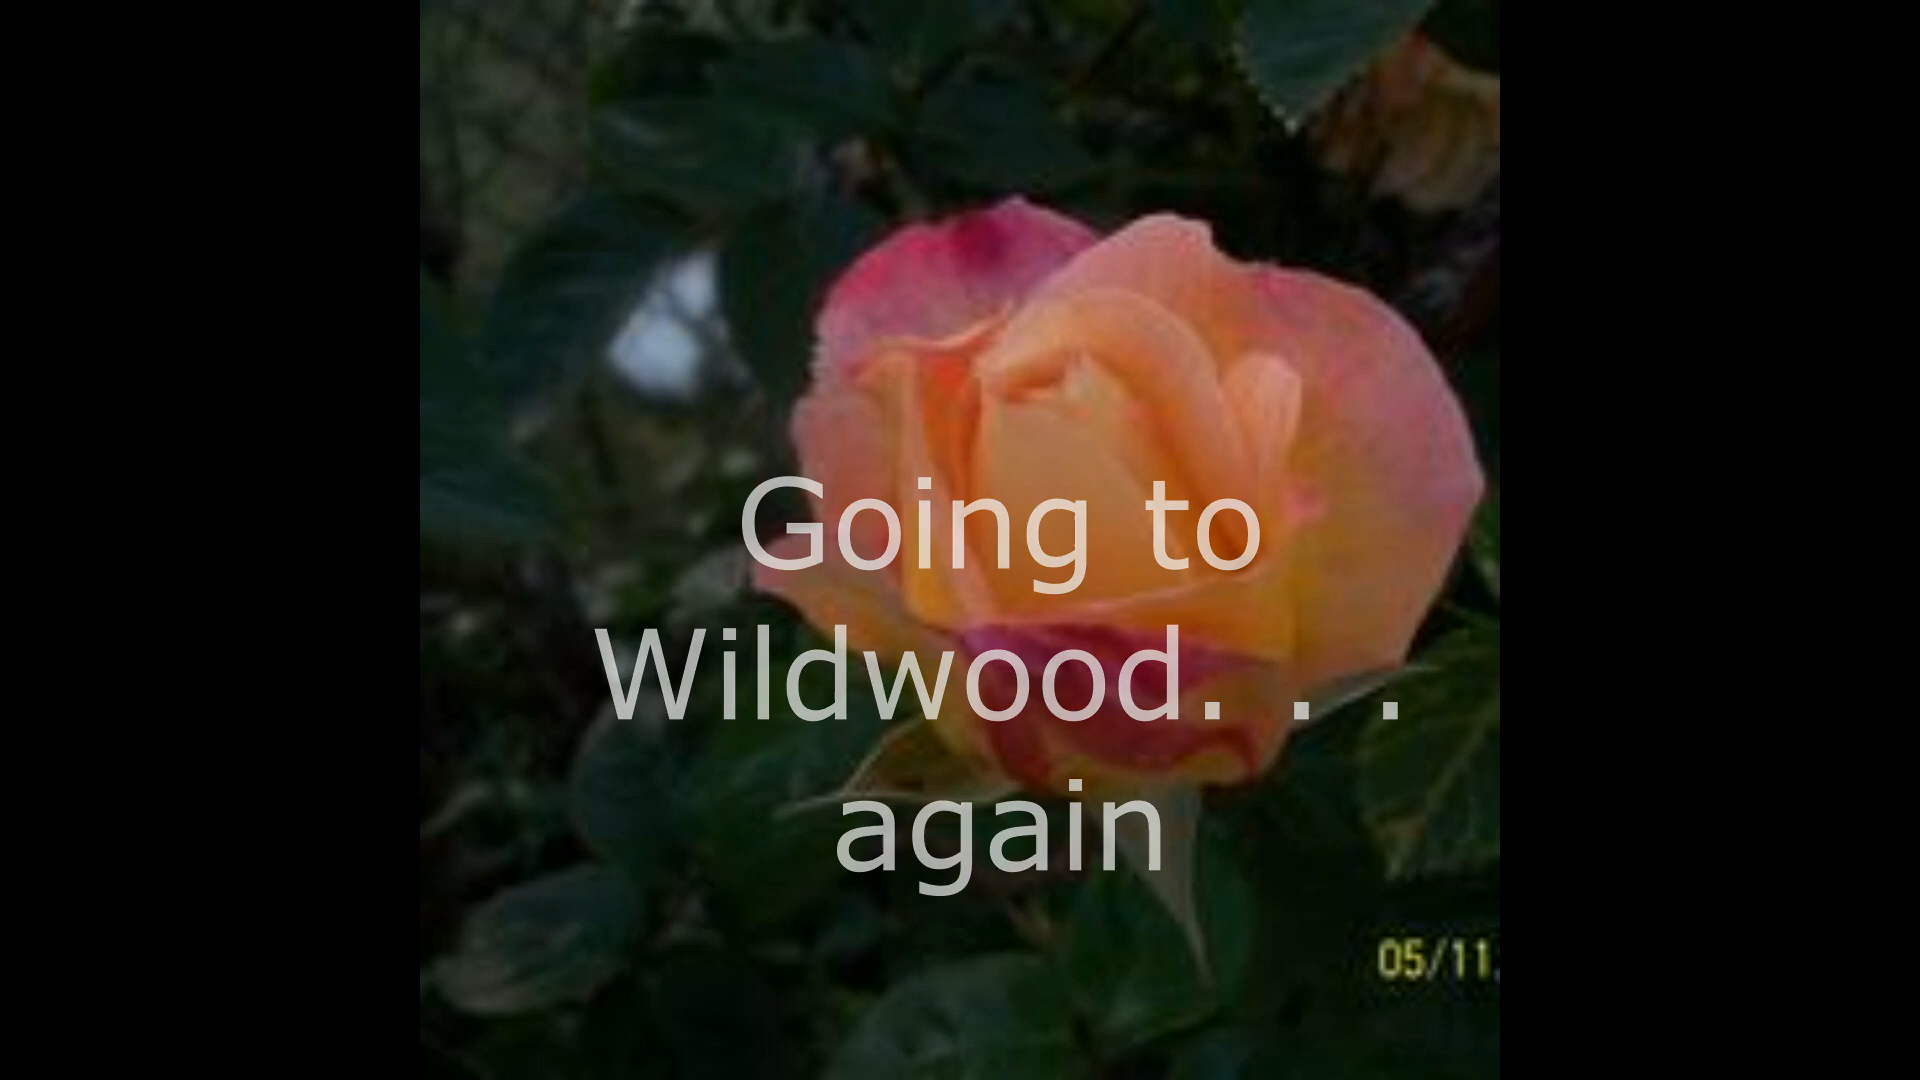 Going to
Wildwood. . .
again
05/11